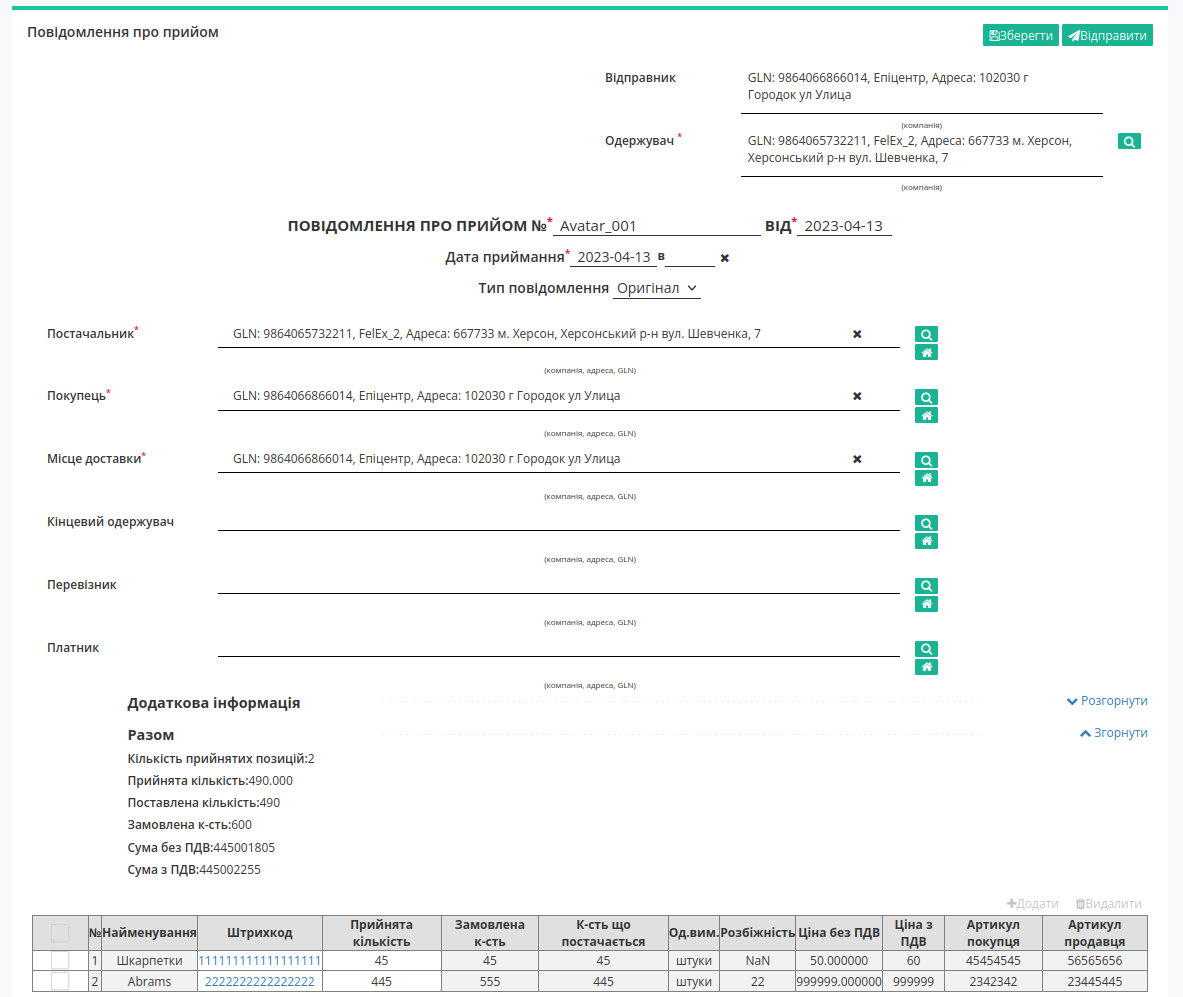 Повідомлення про прийом
Зберегти Відправити
Відправник GLN: 9864066866014, Епіцентр, Адреса: 102030 г
Городок ул Улица
(компанія)
Одержувач * GLN: 9864065732211, FelEx_2, Адреса: 667733 м. Херсон,
Херсонський р-н вул. Шевченка, 7
(компанія)
ПОВІДОМЛЕННЯ ПРО ПРИЙОМ №* Avatar_001 ВІД* 2023-04-13
Дата приймання* 2023-04-13 в
Тип повідомлення Оригінал
Постачальник* GLN: 9864065732211, FelEx_2, Адреса: 667733 м. Херсон, Херсонський р-н вул. Шевченка, 7
(компанія, адреса, GLN)
Покупець* GLN: 9864066866014, Епіцентр, Адреса: 102030 г Городок ул Улица
(компанія, адреса, GLN)
Місце доставки* GLN: 9864066866014, Епіцентр, Адреса: 102030 г Городок ул Улица
(компанія, адреса, GLN)
Кінцевий одержувач
(компанія, адреса, GLN)
Перевізник
(компанія, адреса, GLN)
Платник
(компанія, адреса, GLN)
Додаткова інформація Розгорнути
Разом Згорнути
Кількість прийнятих позицій:2
Прийнята кількість:490.000
Поставлена кількість:490
Замовлена к-сть:600
Сума без ПДВ:445001805
Сума з ПДВ:445002255
Додати Видалити
№ Найменування Штрихкод Прийнята кількість Замовлена к-сть К-сть що постачається Од.вим. Розбіжність Ціна без ПДВ Ціна з ПДВ Артикул покупця Артикул продавця
1 Шкарпетки 111111111111111111 45 45 45 штуки NaN 50.000000 60 45454545 56565656
2 Abrams 2222222222222222 445 555 445 штуки 22 999999.000000 999999 2342342 23445445